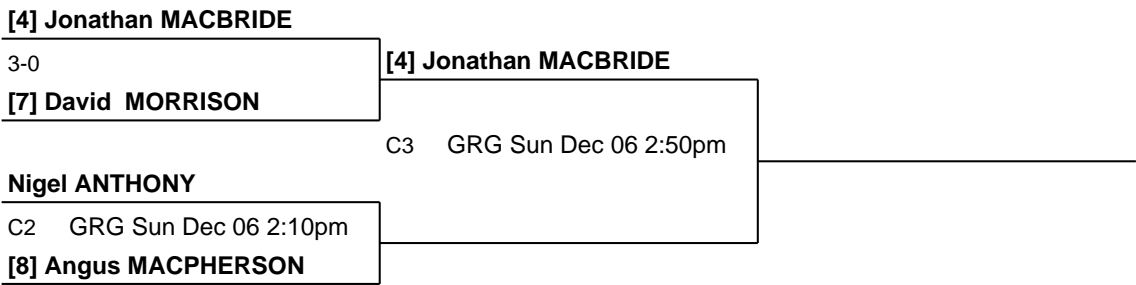 [4] Jonathan MACBRIDE
3-0
[7] David MORRISON
[4] Jonathan MACBRIDE
C3 GRG Sun Dec 06 2:50pm
Nigel ANTHONY
C2 GRG Sun Dec 06 2:10pm
[8] Angus MACPHERSON